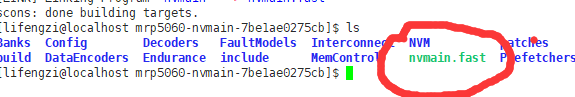 scons: done building targets.
[lifengzi@localhost mrp5060-nvmain-7be1ae0275cb]$ ls
Banks Config Decoders FaultModels Interconnect NVM patches
build DataEncoders Endurance include MemControl nvmain.fast Prefetchers
[lifengzi@localhost mrp5060-nvmain-7be1ae0275cb]$